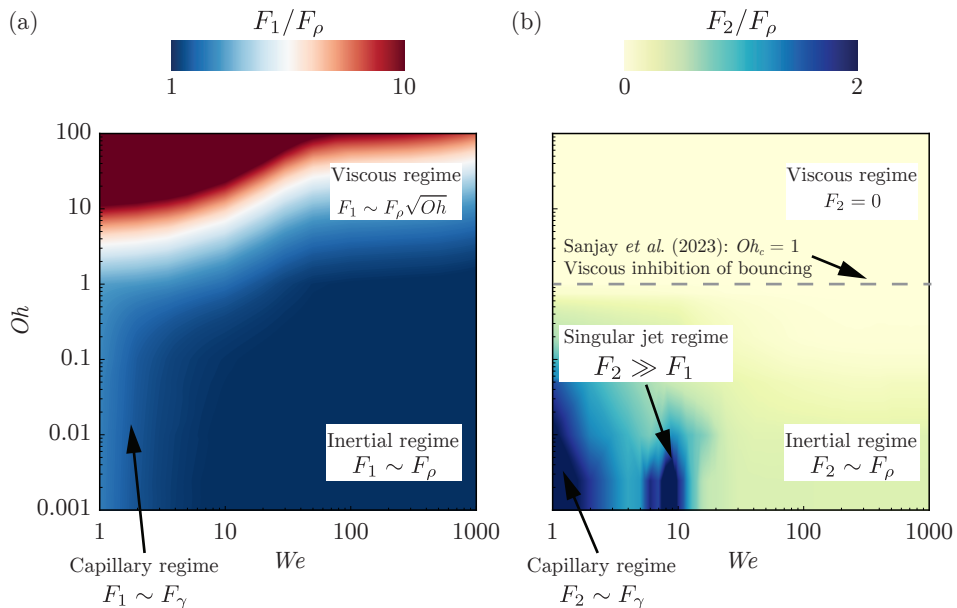 (a)
F₁/Fρ
1
10
100
10
1
0.1
0.01
0.001
Oh
1
10
100
1000
We
Viscous regime
F₁ ∼ Fρ√Oh
Inertial regime
F₁ ∼ Fρ
Capillary regime
F₁ ∼ Fγ
(b)
F₂/Fρ
0
2
Viscous regime
F₂ = 0
Sanjay et al. (2023): Oh꜀ = 1
Viscous inhibition of bouncing
Singular jet regime
F₂ ≫ F₁
Inertial regime
F₂ ∼ Fρ
1
10
100
1000
We
Capillary regime
F₂ ∼ Fγ